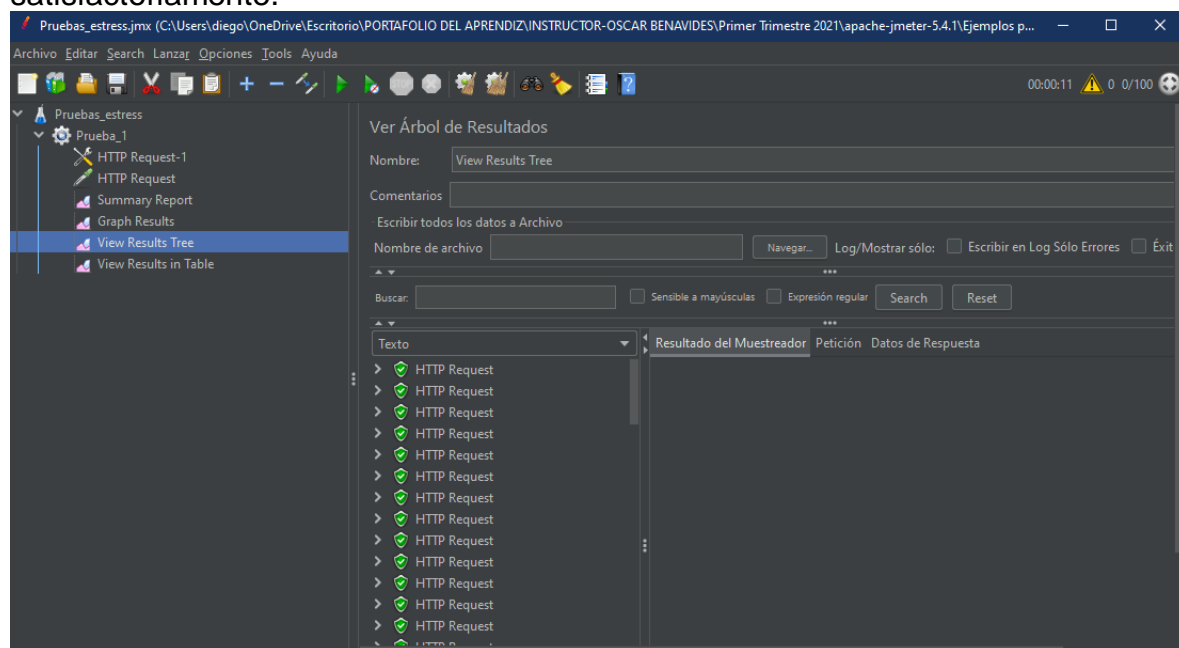 satisfactoriamente.
Pruebas_estress.jmx (C:\Users\diego\OneDrive\Escritorio\PORTAFOLIO DEL APRENDIZ\INSTRUCTOR-OSCAR BENAVIDES\Primer Trimestre 2021\apache-jmeter-5.4.1\Ejemplos p...
Archivo Editar Search Lanzar Opciones Tools Ayuda
STOP 00:00:11 0 0/100
Pruebas_estress
Prueba_1
HTTP Request-1
HTTP Request
Summary Report
Graph Results
View Results Tree
View Results in Table
Ver Árbol de Resultados
Nombre: View Results Tree
Comentarios
Escribir todos los datos a Archivo
Nombre de archivo Navegar... Log/Mostrar sólo: Escribir en Log Sólo Errores Éxit
Buscar: Sensible a mayúsculas Expresión regular Search Reset
Texto Resultado del Muestreador Petición Datos de Respuesta
HTTP Request
HTTP Request
HTTP Request
HTTP Request
HTTP Request
HTTP Request
HTTP Request
HTTP Request
HTTP Request
HTTP Request
HTTP Request
HTTP Request
HTTP Request